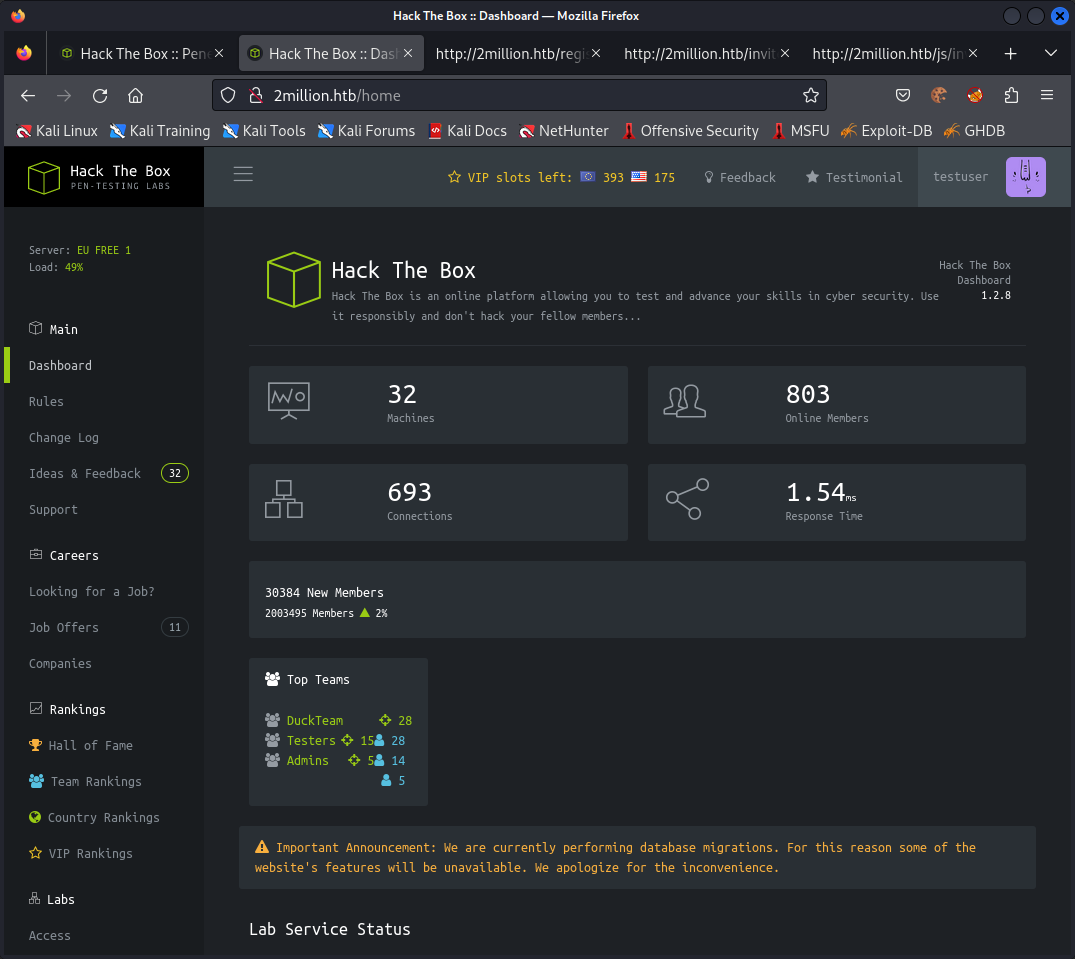 Hack The Box :: Dashboard — Mozilla Firefox
Hack The Box :: Pen
Hack The Box :: Das
http://2million.htb/regi
http://2million.htb/invit
http://2million.htb/js/in
2million.htb/home
Kali Linux
Kali Training
Kali Tools
Kali Forums
Kali Docs
NetHunter
Offensive Security
MSFU
Exploit-DB
GHDB
Hack The Box
PEN-TESTING LABS
VIP slots left: 393 175
Feedback
Testimonial
testuser
Server: EU FREE 1
Load: 49%
Main
Dashboard
Rules
Change Log
Ideas & Feedback 32
Support
Careers
Looking for a Job?
Job Offers 11
Companies
Rankings
Hall of Fame
Team Rankings
Country Rankings
VIP Rankings
Labs
Access
Hack The Box
Hack The Box is an online platform allowing you to test and advance your skills in cyber security. Use
it responsibly and don't hack your fellow members...
Hack The Box
Dashboard
1.2.8
32
Machines
803
Online Members
693
Connections
1.54ms
Response Time
30384 New Members
2003495 Members 2%
Top Teams
DuckTeam 28
Testers 15 28
Admins 5 14
5
Important Announcement: We are currently performing database migrations. For this reason some of the
website's features will be unavailable. We apologize for the inconvenience.
Lab Service Status